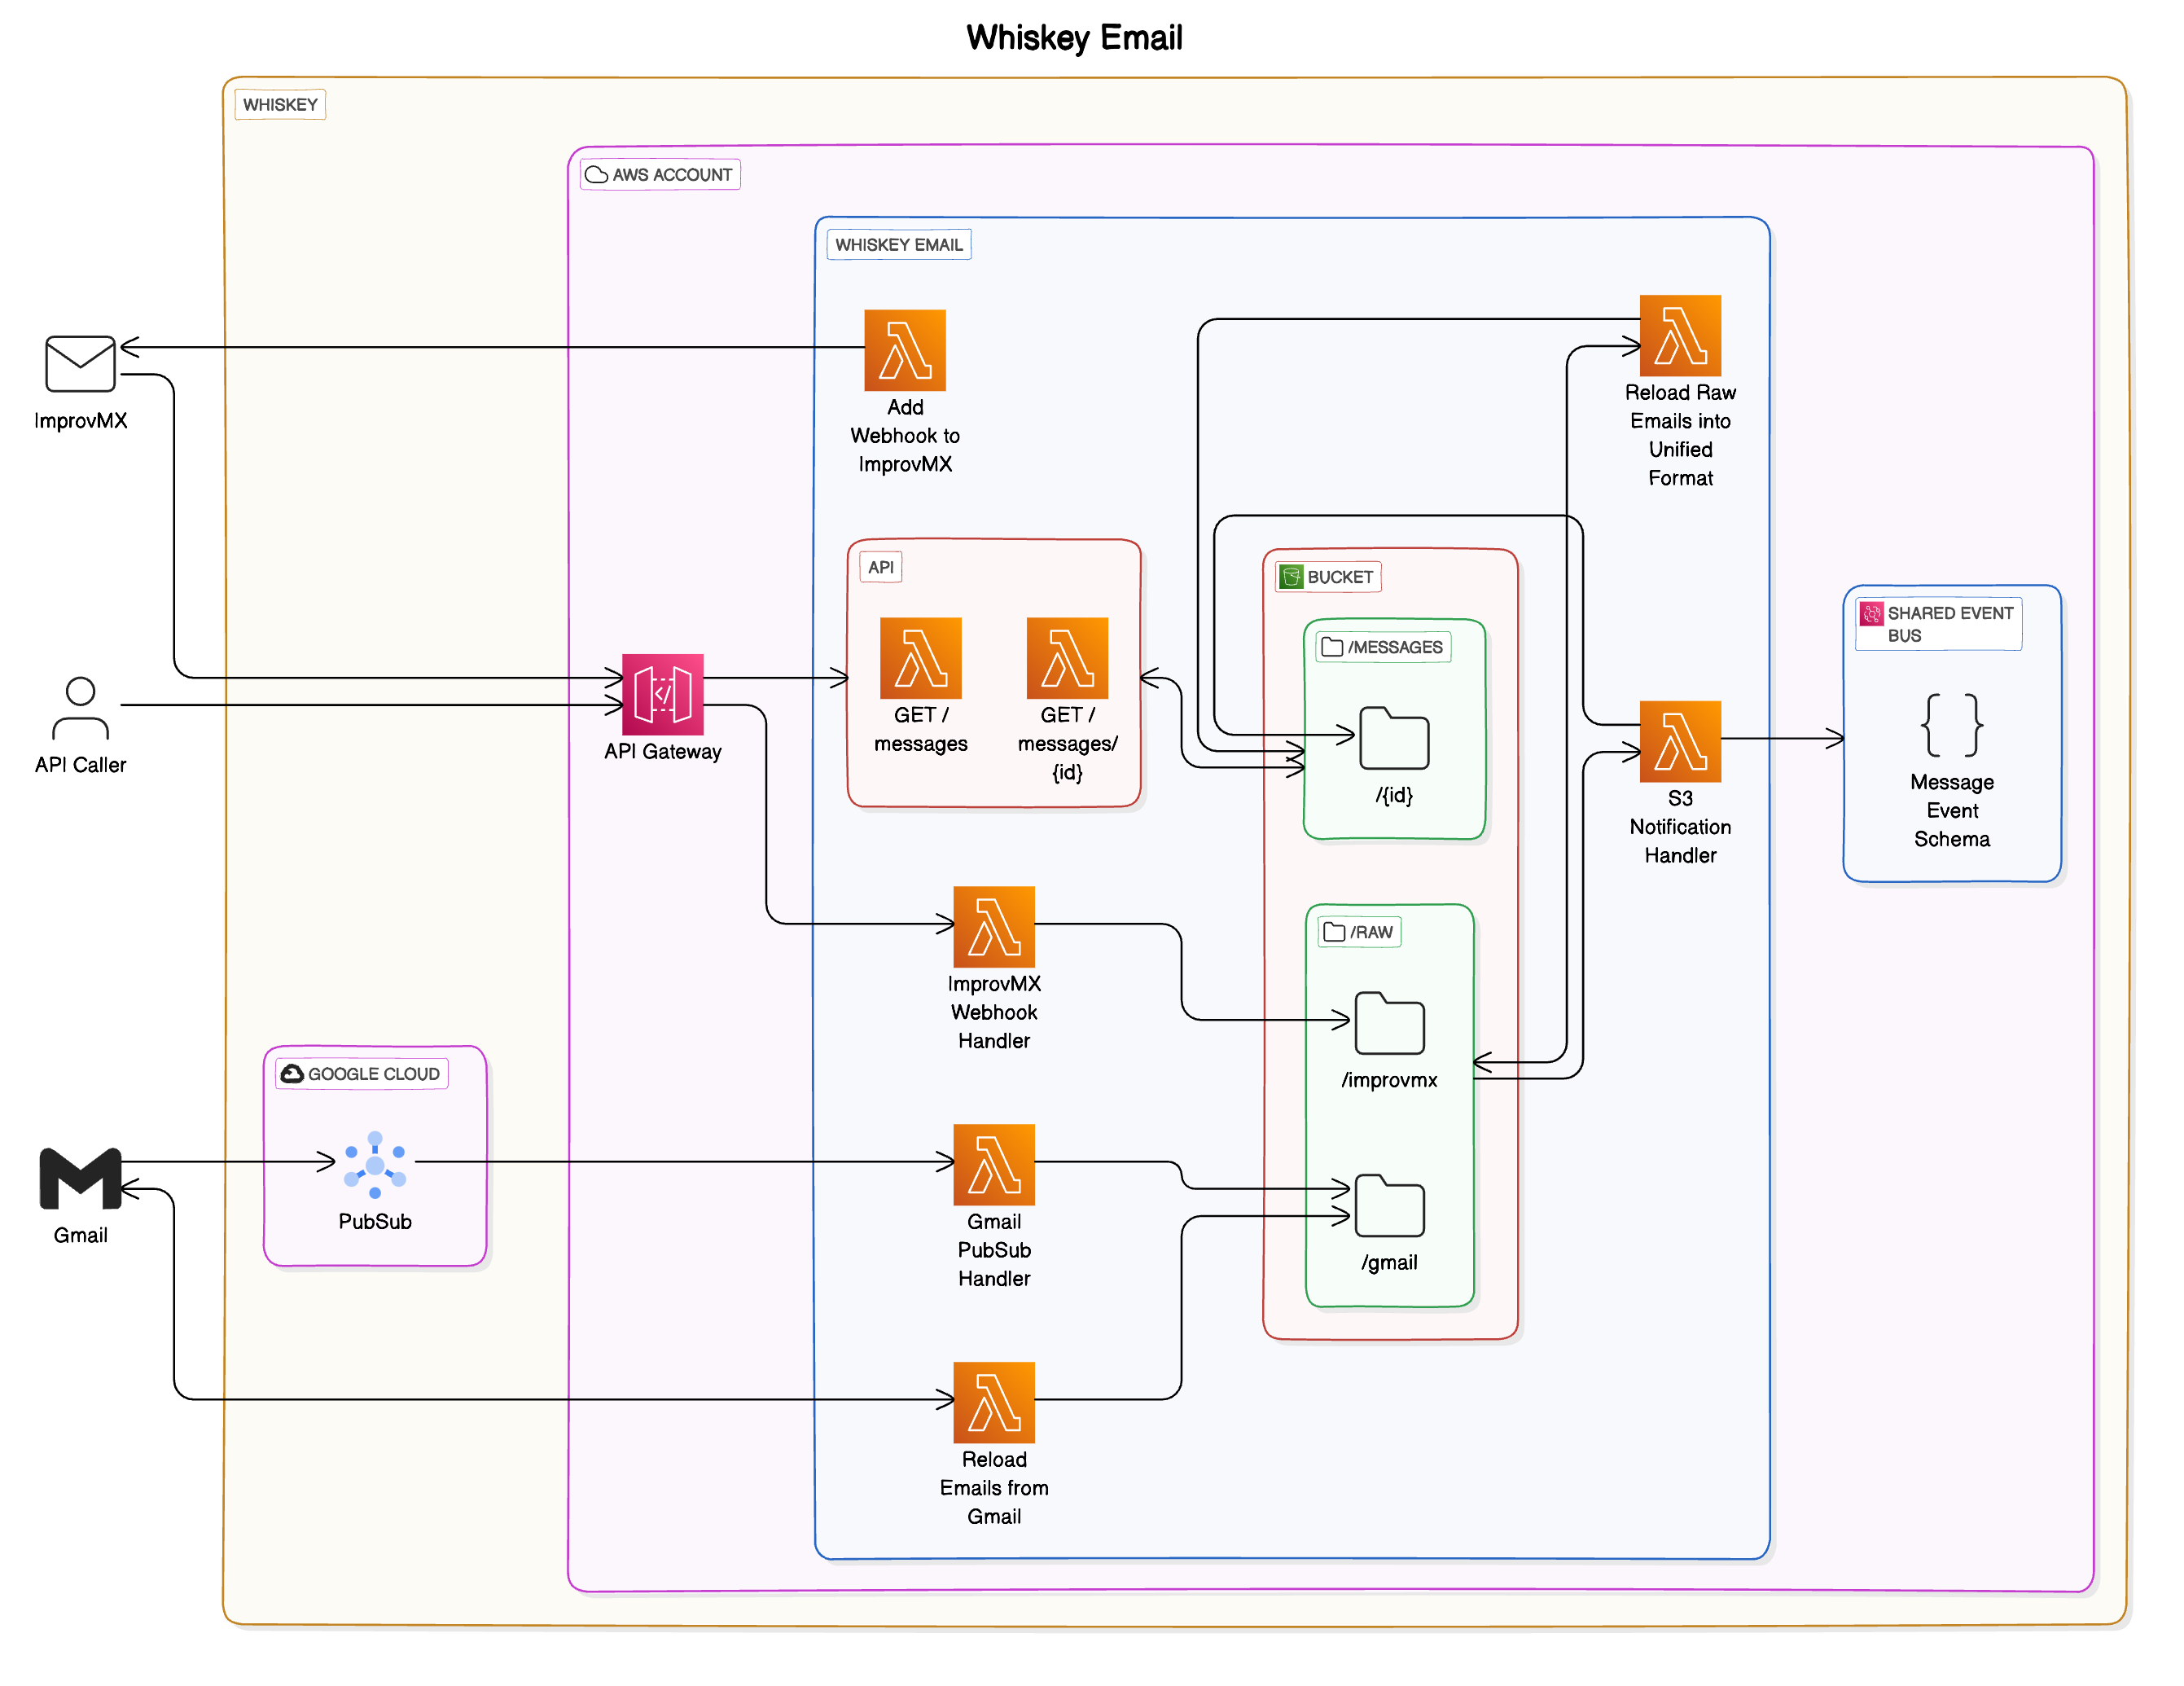 Whiskey Email
WHISKEY
AWS ACCOUNT
WHISKEY EMAIL
ImprovMX
Add
Webhook to
ImprovMX
Reload Raw
Emails into
Unified
Format
API
GET /
messages
GET /
messages/
{id}
BUCKET
/MESSAGES
/{id}
SHARED EVENT
BUS
{ }
Message
Event
Schema
API Caller
</>
API Gateway
S3
Notification
Handler
ImprovMX
Webhook
Handler
/RAW
/improvmx
GOOGLE CLOUD
PubSub
Gmail
Gmail
PubSub
Handler
/gmail
Reload
Emails from
Gmail